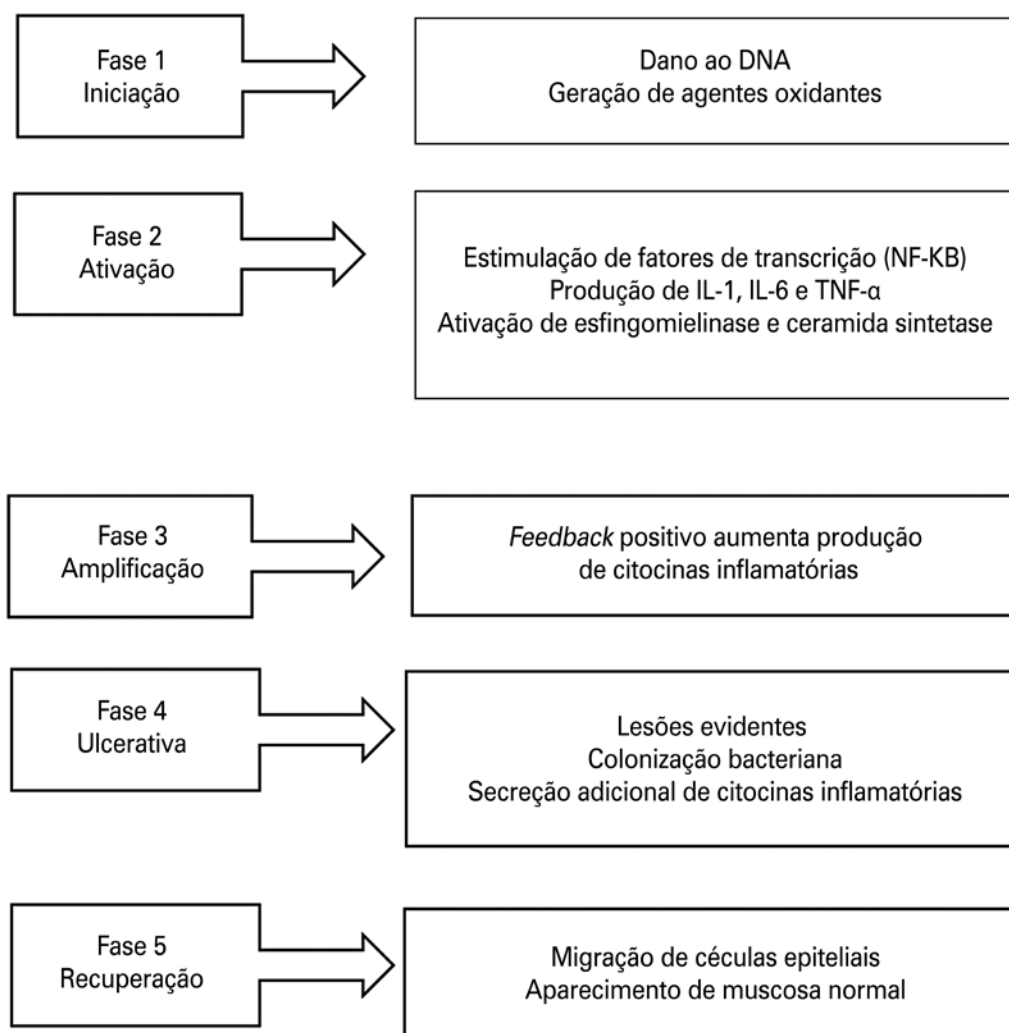 Fase 1
Iniciação
Dano ao DNA
Geração de agentes oxidantes
Fase 2
Ativação
Estimulação de fatores de transcrição (NF-KB)
Produção de IL-1, IL-6 e TNF-α
Ativação de esfingomielinase e ceramida sintetase
Fase 3
Amplificação
Feedback positivo aumenta produção
de citocinas inflamatórias
Fase 4
Ulcerativa
Lesões evidentes
Colonização bacteriana
Secreção adicional de citocinas inflamatórias
Fase 5
Recuperação
Migração de céculas epiteliais
Aparecimento de muscosa normal